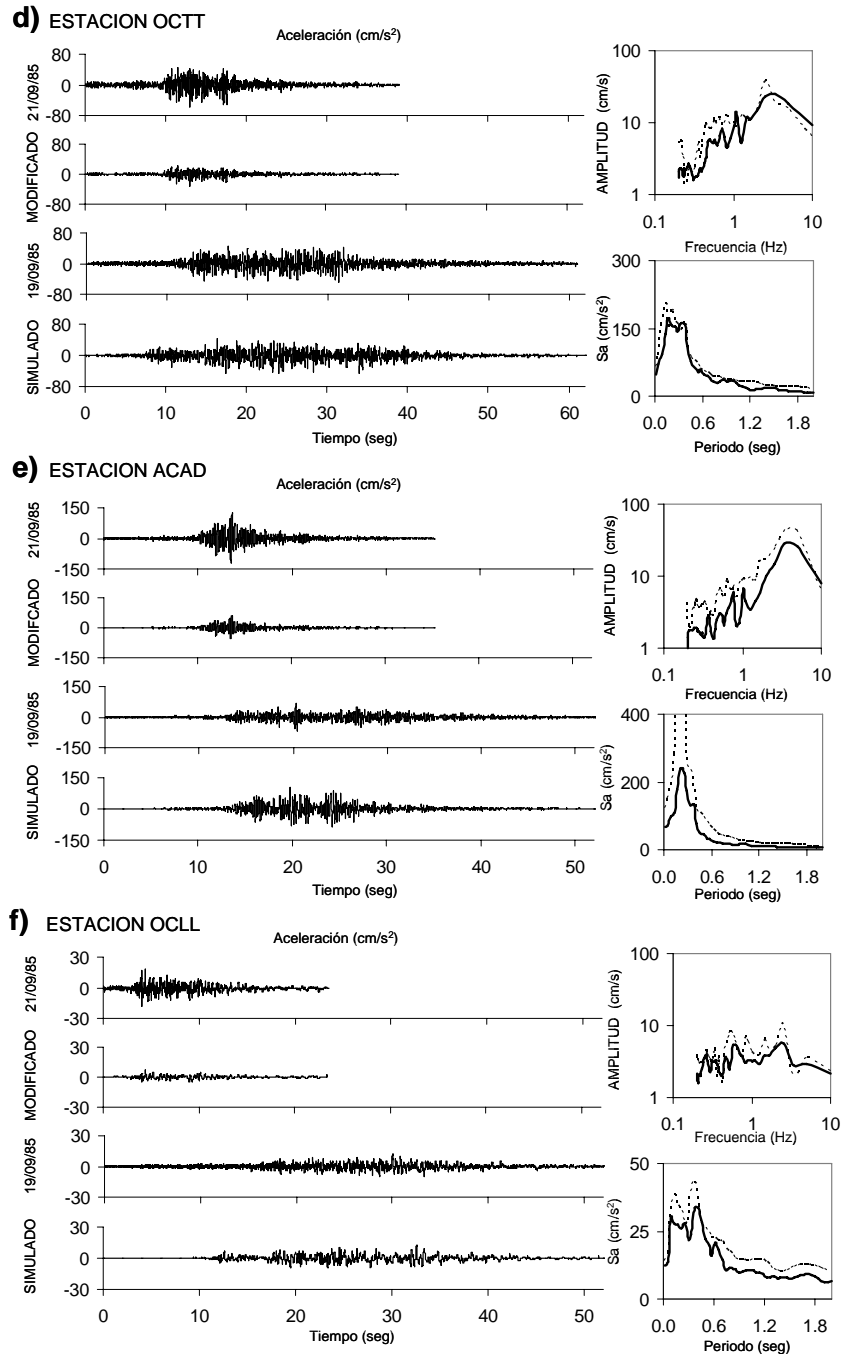 d) ESTACION OCTT
Aceleración (cm/s²)
21/09/85
80
0
-80
MODIFICADO
80
0
-80
19/09/85
80
0
-80
SIMULADO
80
0
-80
0 10 20 30 40 50 60
Tiempo (seg)
AMPLITUD (cm/s)
100
10
1
0.1 1 10
Frecuencia (Hz)
Sa (cm/s²)
300
150
0
0.0 0.6 1.2 1.8
Periodo (seg)
e) ESTACION ACAD
Aceleración (cm/s²)
21/09/85
150
0
-150
MODIFICADO
150
0
-150
19/09/85
150
0
-150
SIMULADO
150
0
-150
0 10 20 30 40 50
Tiempo (seg)
AMPLITUD (cm/s)
100
10
1
0.1 1 10
Frecuencia (Hz)
Sa (cm/s²)
400
200
0
0.0 0.6 1.2 1.8
Periodo (seg)
f) ESTACION OCLL
Aceleración (cm/s²)
21/09/85
30
0
-30
MODIFICADO
30
0
-30
19/09/85
30
0
-30
SIMULADO
30
0
-30
0 10 20 30 40 50
Tiempo (seg)
AMPLITUD (cm/s)
100
10
1
0.1 1 10
Frecuencia (Hz)
Sa (cm/s²)
50
25
0
0.0 0.6 1.2 1.8
Periodo (seg)